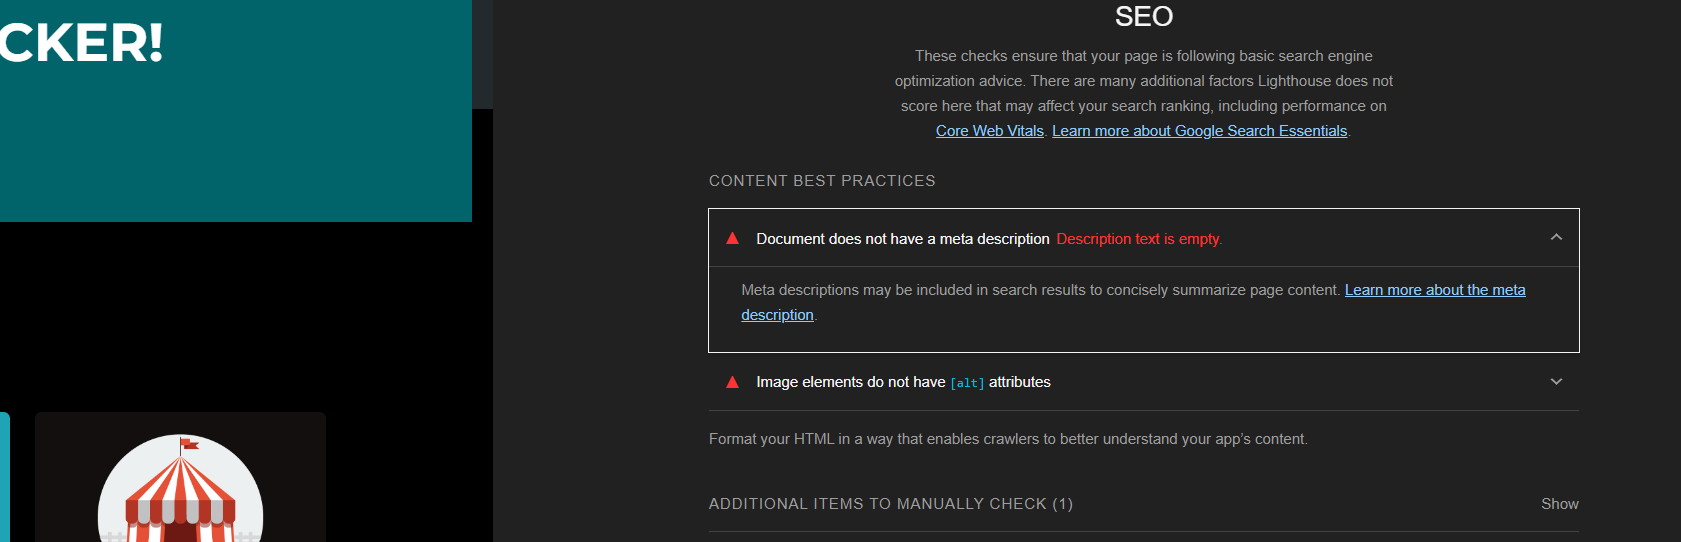 CKER!
SEO
These checks ensure that your page is following basic search engine
optimization advice. There are many additional factors Lighthouse does not
score here that may affect your search ranking, including performance on
Core Web Vitals. Learn more about Google Search Essentials.
CONTENT BEST PRACTICES
Document does not have a meta description Description text is empty.
Meta descriptions may be included in search results to concisely summarize page content. Learn more about the meta
description.
Image elements do not have [alt] attributes
Format your HTML in a way that enables crawlers to better understand your app’s content.
ADDITIONAL ITEMS TO MANUALLY CHECK (1) Show